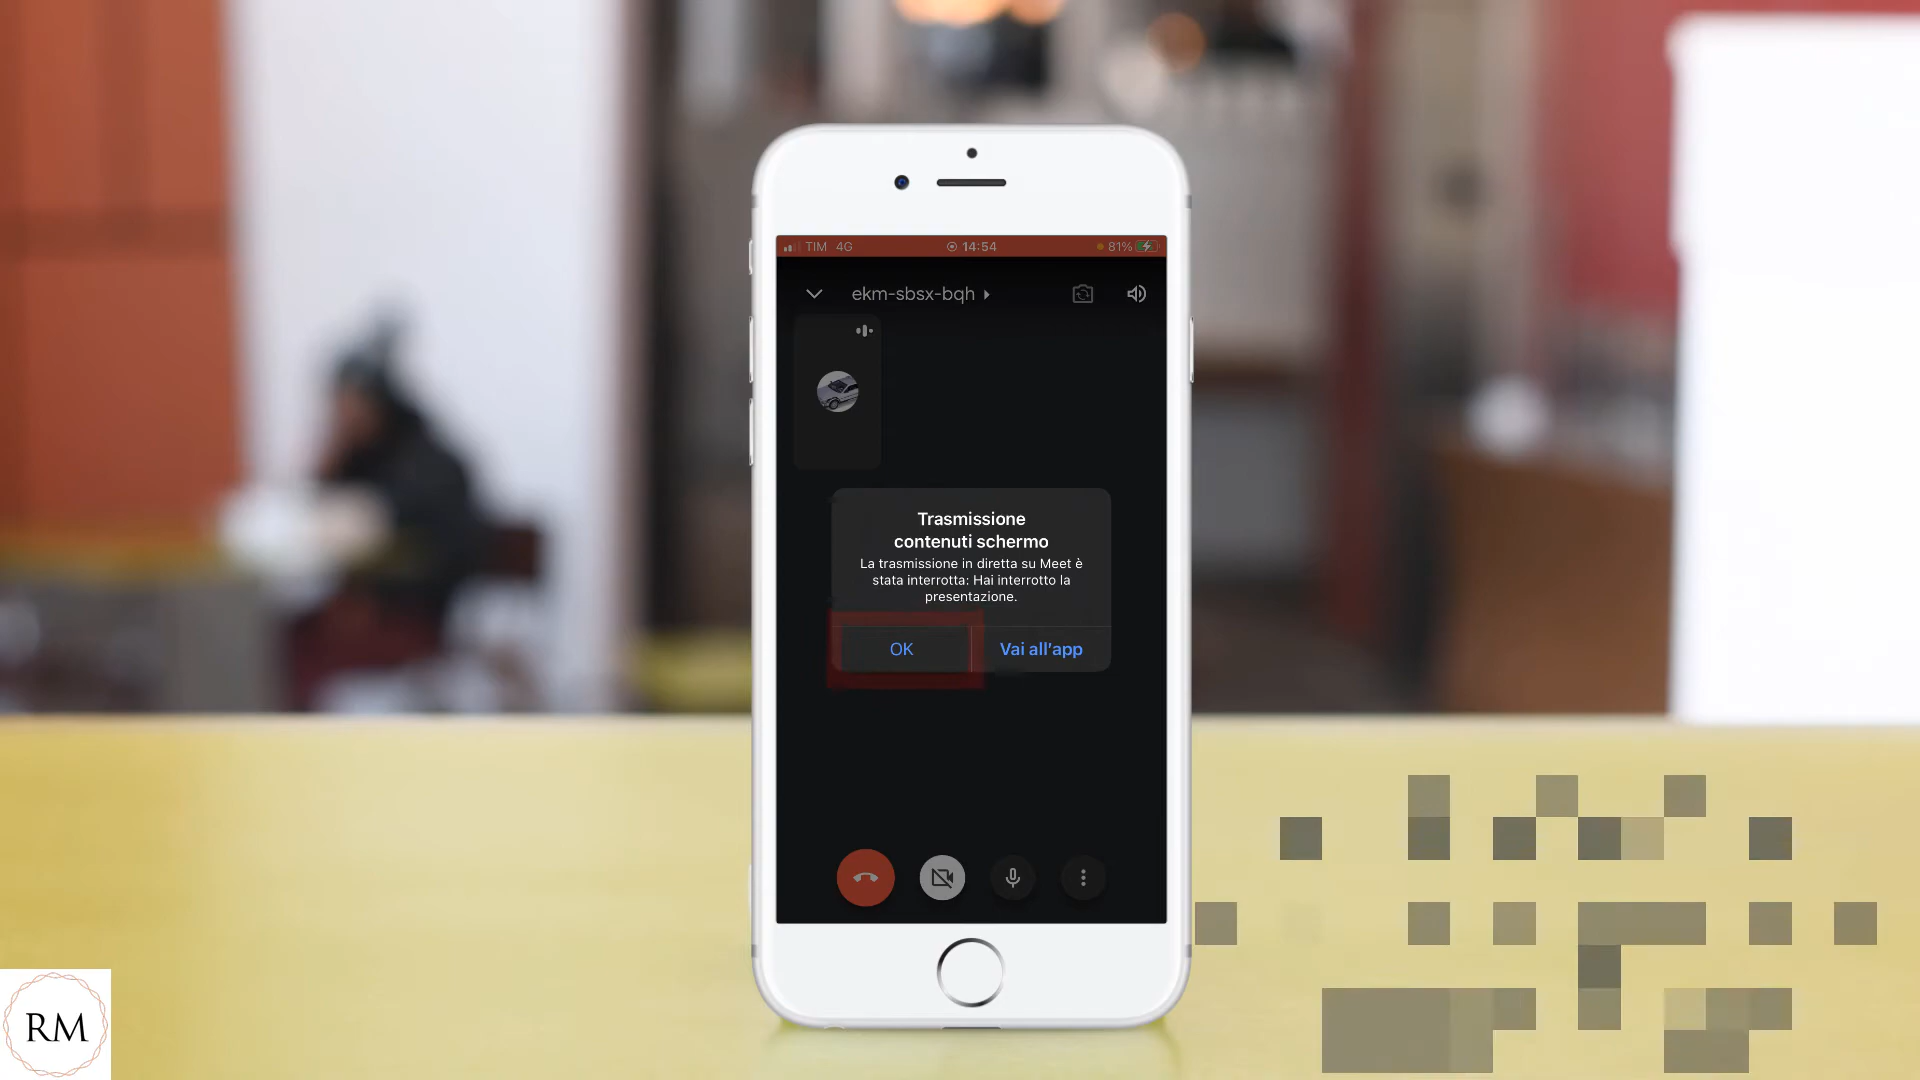 TIM 4G 14:54 81%
ekm-sbsx-bqh
Trasmissione
contenuti schermo
La trasmissione in diretta su Meet è
stata interrotta: Hai interrotto la
presentazione.
OK Vai all'app
RM